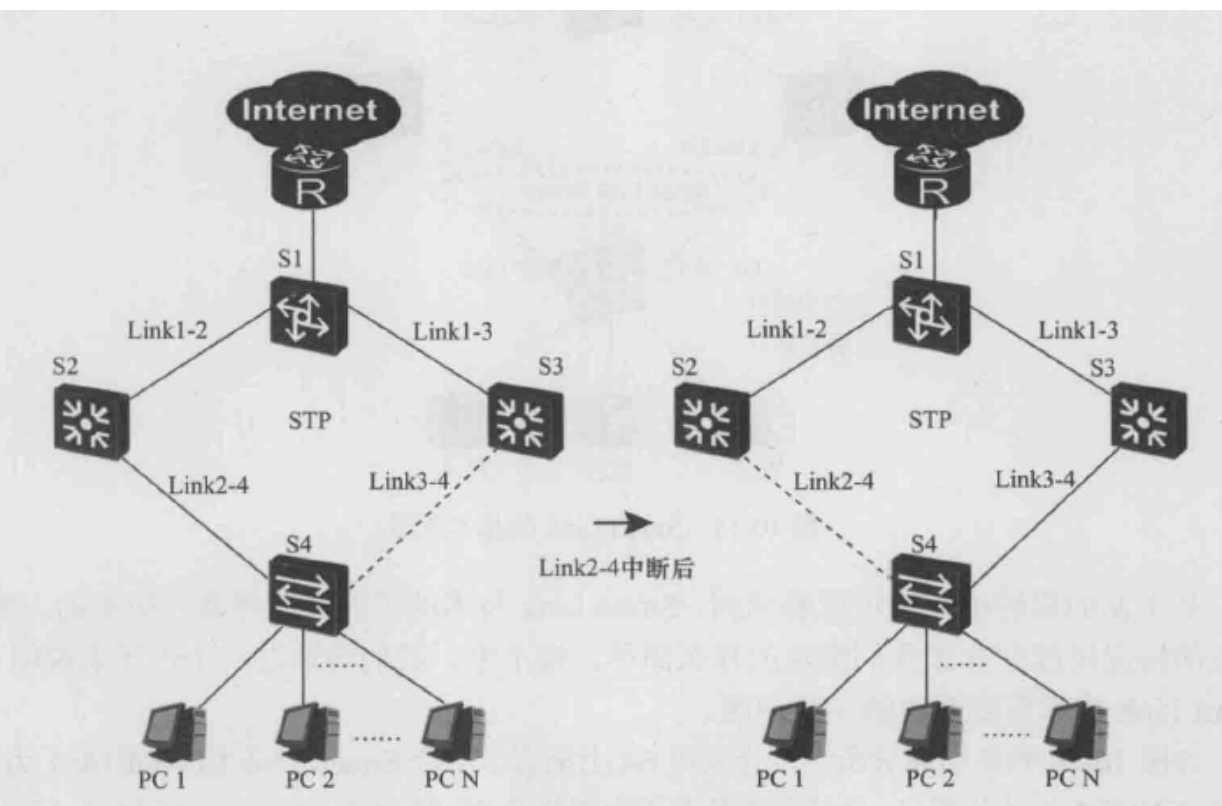 Internet
R
S1
Link1-2
Link1-3
S2
S3
STP
Link2-4
Link3-4
S4
PC 1
PC 2
PC N
Link2-4中断后
Internet
R
S1
Link1-2
Link1-3
S2
S3
STP
Link2-4
Link3-4
S4
PC 1
PC 2
PC N